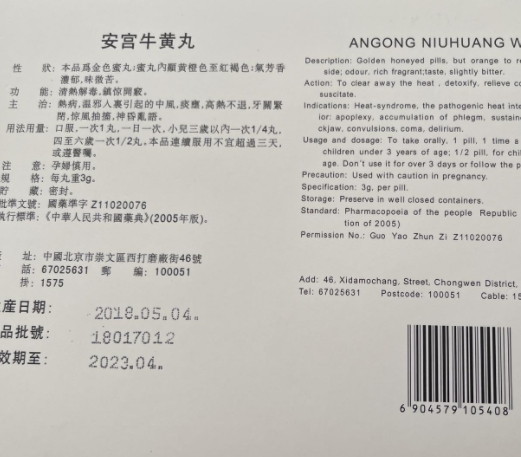 安宫牛黄丸
性 狀：本品爲金色蜜丸；蜜丸內顯黃橙色至紅褐色；氣芳香
濃郁，味微苦。
功 能：清熱解毒、鎮惊開竅。
主 治：熱病，温邪人裏引起的中風，痰塵，高熱不退，牙關緊
閉，惊風抽搐，神昏亂語。
用法用量：口服，一次1丸，一日一次，小兒三歲以內一次1/4丸，
四至六歲一次1/2丸，本品連續服用不宜超過三天，
或遵醫囑。
注 意：孕婦慎用。
規 格：每丸重3g。
貯 藏：密封。
批准文號：國藥準字 Z11020076
執行標準：《中華人民共和國藥典》(2005年版)。
址：中國北京市崇文區西打磨廠街46號
話：67025631 郵 編：100051
掛：1575
產日期：2018.05.04.
品批號：18017012
效期至：2023.04.
ANGONG NIUHUANG W
Description: Golden honeyed pills, but orange to re
side; odour, rich fragrant;taste, slightly bitter.
Action: To clear away the heat , detoxify, relieve co
suscitate.
Indications: Heat-syndrome, the pathogenic heat inte
ior: apoplexy, accumulation of phlegm, sustain
ckjaw, convulsions, coma, delirium.
Usage and dosage: To take orally, 1 pill, 1 time a
children under 3 years of age; 1/2 pill, for chil
age. Don't use it for over 3 days or follow the p
Precaution: Used with caution in pregnancy.
Specification: 3g, per pill.
Storage: Preserve in well closed containers.
Standard: Pharmacopoeia of the people Republic
tion of 2005)
Permission No.: Guo Yao Zhun Zi Z11020076
Add: 46, Xidamochang, Street, Chongwen District,
Tel: 67025631 Postcode: 100051 Cable: 15
6 904579 105408